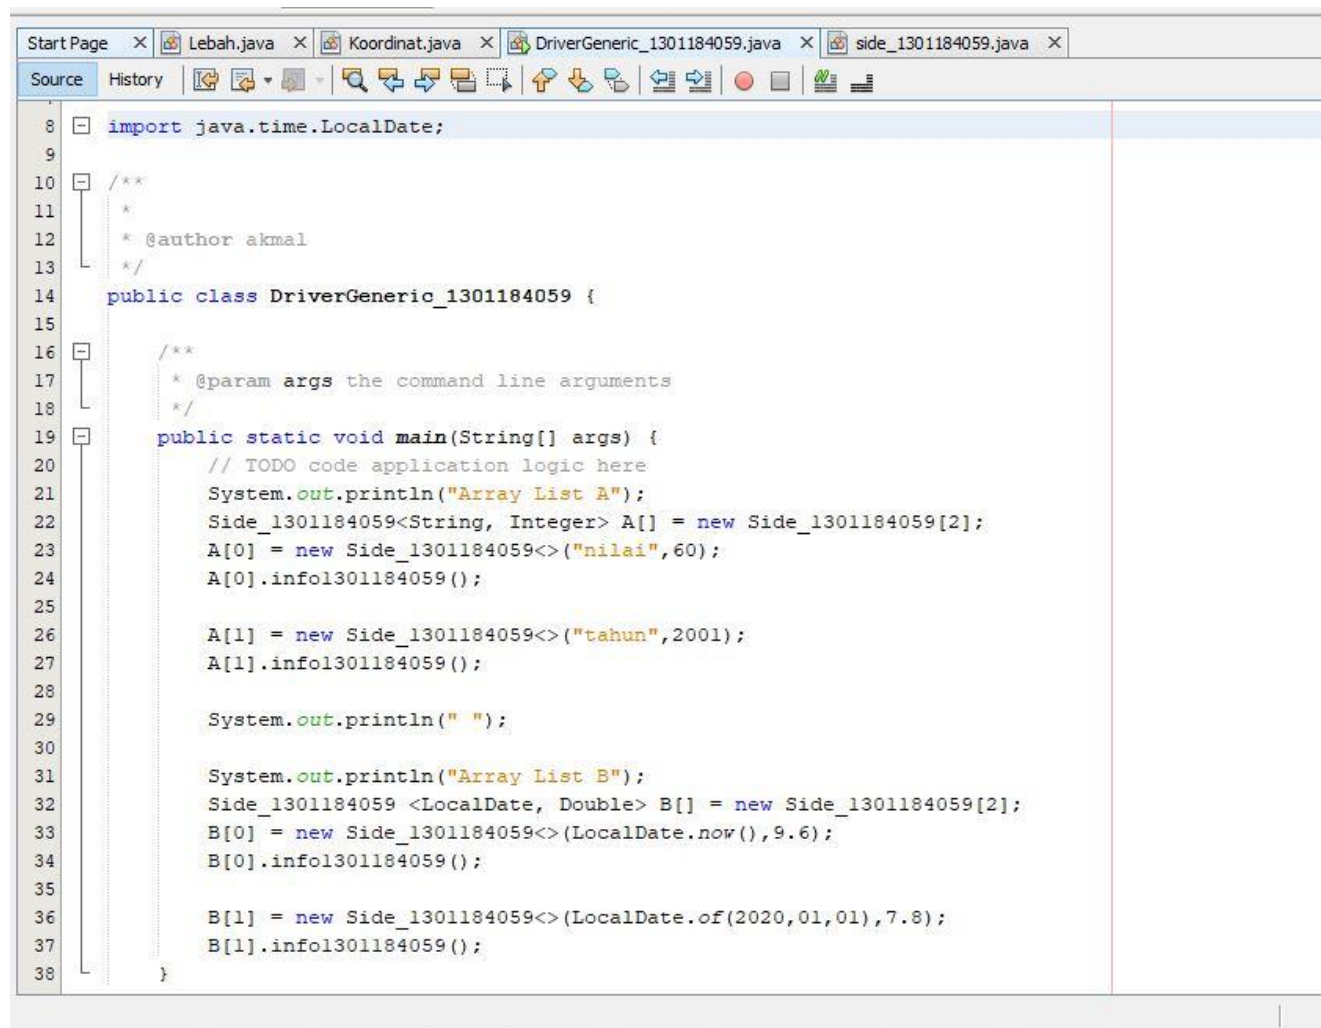 Start Page Lebah.java Koordinat.java DriverGeneric_1301184059.java side_1301184059.java
Source History
8 import java.time.LocalDate;
9
10 /**
11 *
12 * @author akmal
13 */
14 public class DriverGeneric_1301184059 {
15
16 /**
17 * @param args the command line arguments
18 */
19 public static void main(String[] args) {
20 // TODO code application logic here
21 System.out.println("Array List A");
22 Side_1301184059<String, Integer> A[] = new Side_1301184059[2];
23 A[0] = new Side_1301184059<>("nilai",60);
24 A[0].info1301184059();
25
26 A[1] = new Side_1301184059<>("tahun",2001);
27 A[1].info1301184059();
28
29 System.out.println(" ");
30
31 System.out.println("Array List B");
32 Side_1301184059 <LocalDate, Double> B[] = new Side_1301184059[2];
33 B[0] = new Side_1301184059<>(LocalDate.now(),9.6);
34 B[0].info1301184059();
35
36 B[1] = new Side_1301184059<>(LocalDate.of(2020,01,01),7.8);
37 B[1].info1301184059();
38 }